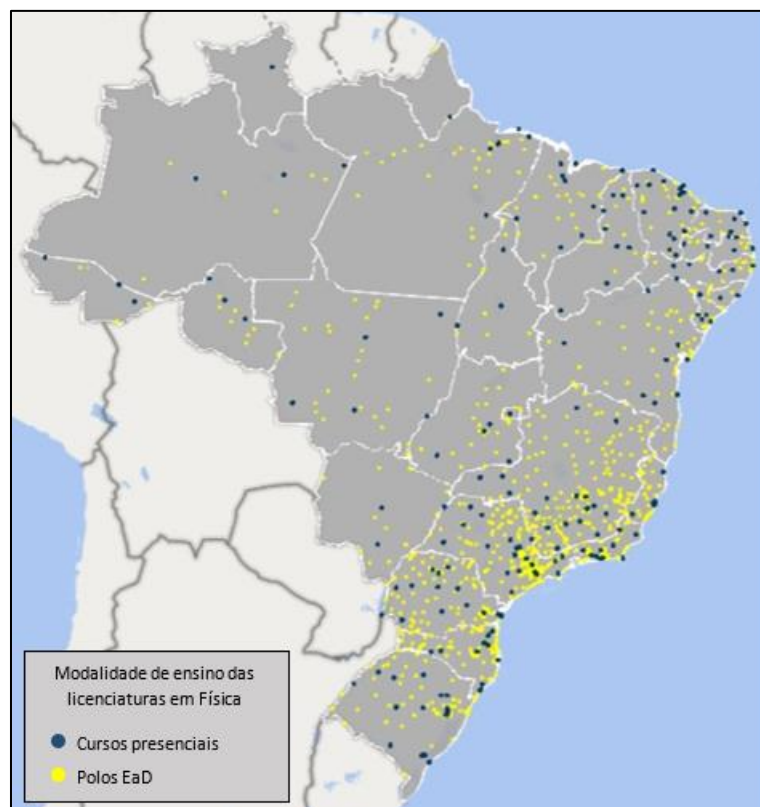 Modalidade de ensino das
licenciaturas em Física
Cursos presenciais
Polos EaD